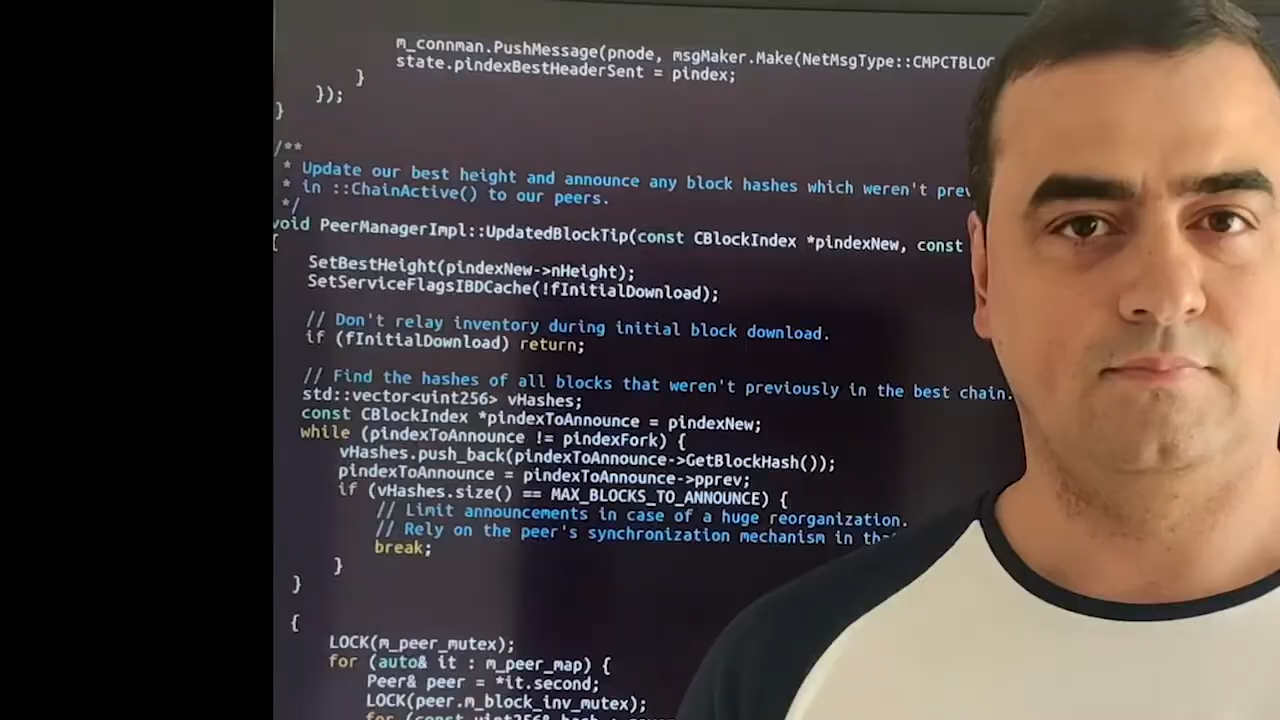 m_connman.PushMessage(pnode, msgMaker.Make(NetMsgType::CMPCTBLOC
state.pindexBestHeaderSent = pindex;
}
});
}
/**
* Update our best height and announce any block hashes which weren't prev
* in ::ChainActive() to our peers.
*/
void PeerManagerImpl::UpdatedBlockTip(const CBlockIndex *pindexNew, const
{
SetBestHeight(pindexNew->nHeight);
SetServiceFlagsIBDCache(!fInitialDownload);
// Don't relay inventory during initial block download.
if (fInitialDownload) return;
// Find the hashes of all blocks that weren't previously in the best chain.
std::vector<uint256> vHashes;
const CBlockIndex *pindexToAnnounce = pindexNew;
while (pindexToAnnounce != pindexFork) {
vHashes.push_back(pindexToAnnounce->GetBlockHash());
pindexToAnnounce = pindexToAnnounce->pprev;
if (vHashes.size() == MAX_BLOCKS_TO_ANNOUNCE) {
// Limit announcements in case of a huge reorganization.
// Rely on the peer's synchronization mechanism in
break;
}
}
{
LOCK(m_peer_mutex);
for (auto& it : m_peer_map) {
Peer& peer = *it.second;
LOCK(peer.m_block_inv_mutex);
for (const uint256&